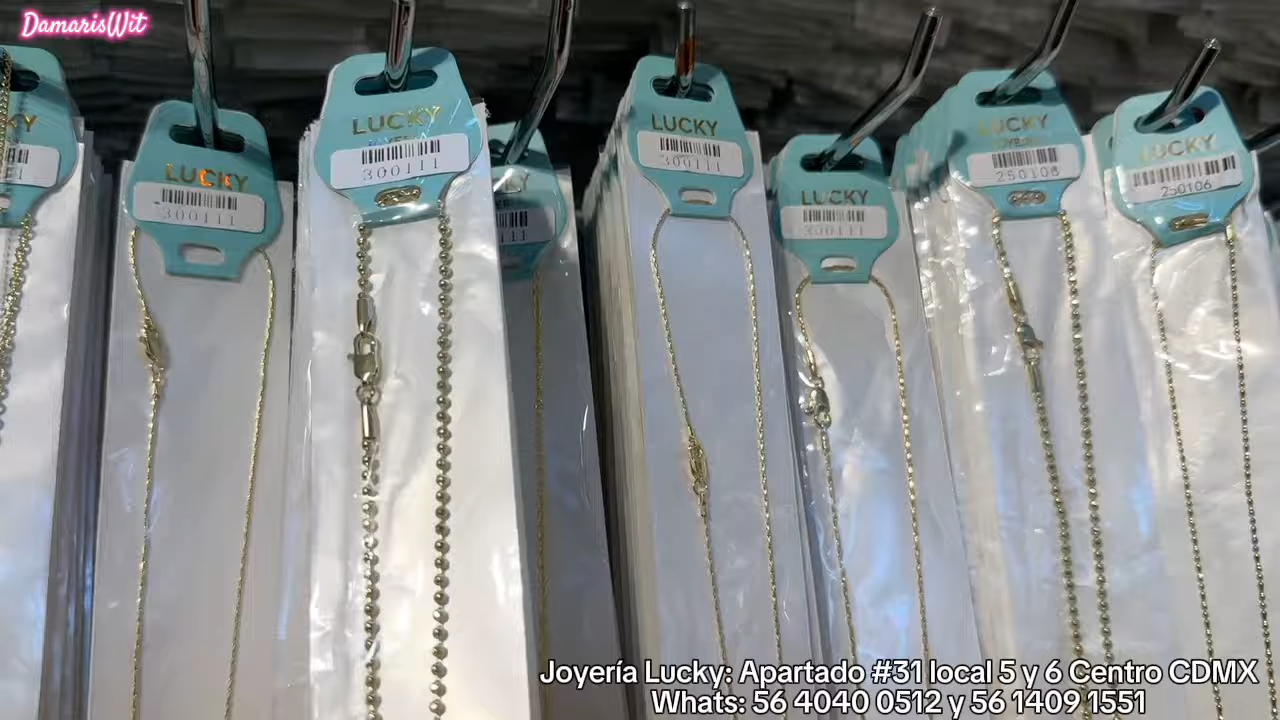 DamarisWit
LUCKY
300111
LUCKY
300111
LUCKY
300111
LUCKY
300111
LUCKY
250106
LUCKY
250106
Joyería Lucky: Apartado #31 local 5 y 6 Centro CDMX
Whats: 56 4040 0512 y 56 1409 1551